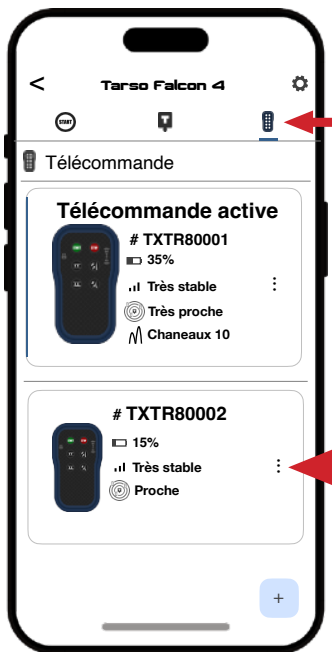 <
Tarso Falcon 4
START
T
Télécommande
Télécommande active
# TXTR80001
35%
Très stable
Très proche
Chaneaux 10
# TXTR80002
15%
Très stable
Proche
+